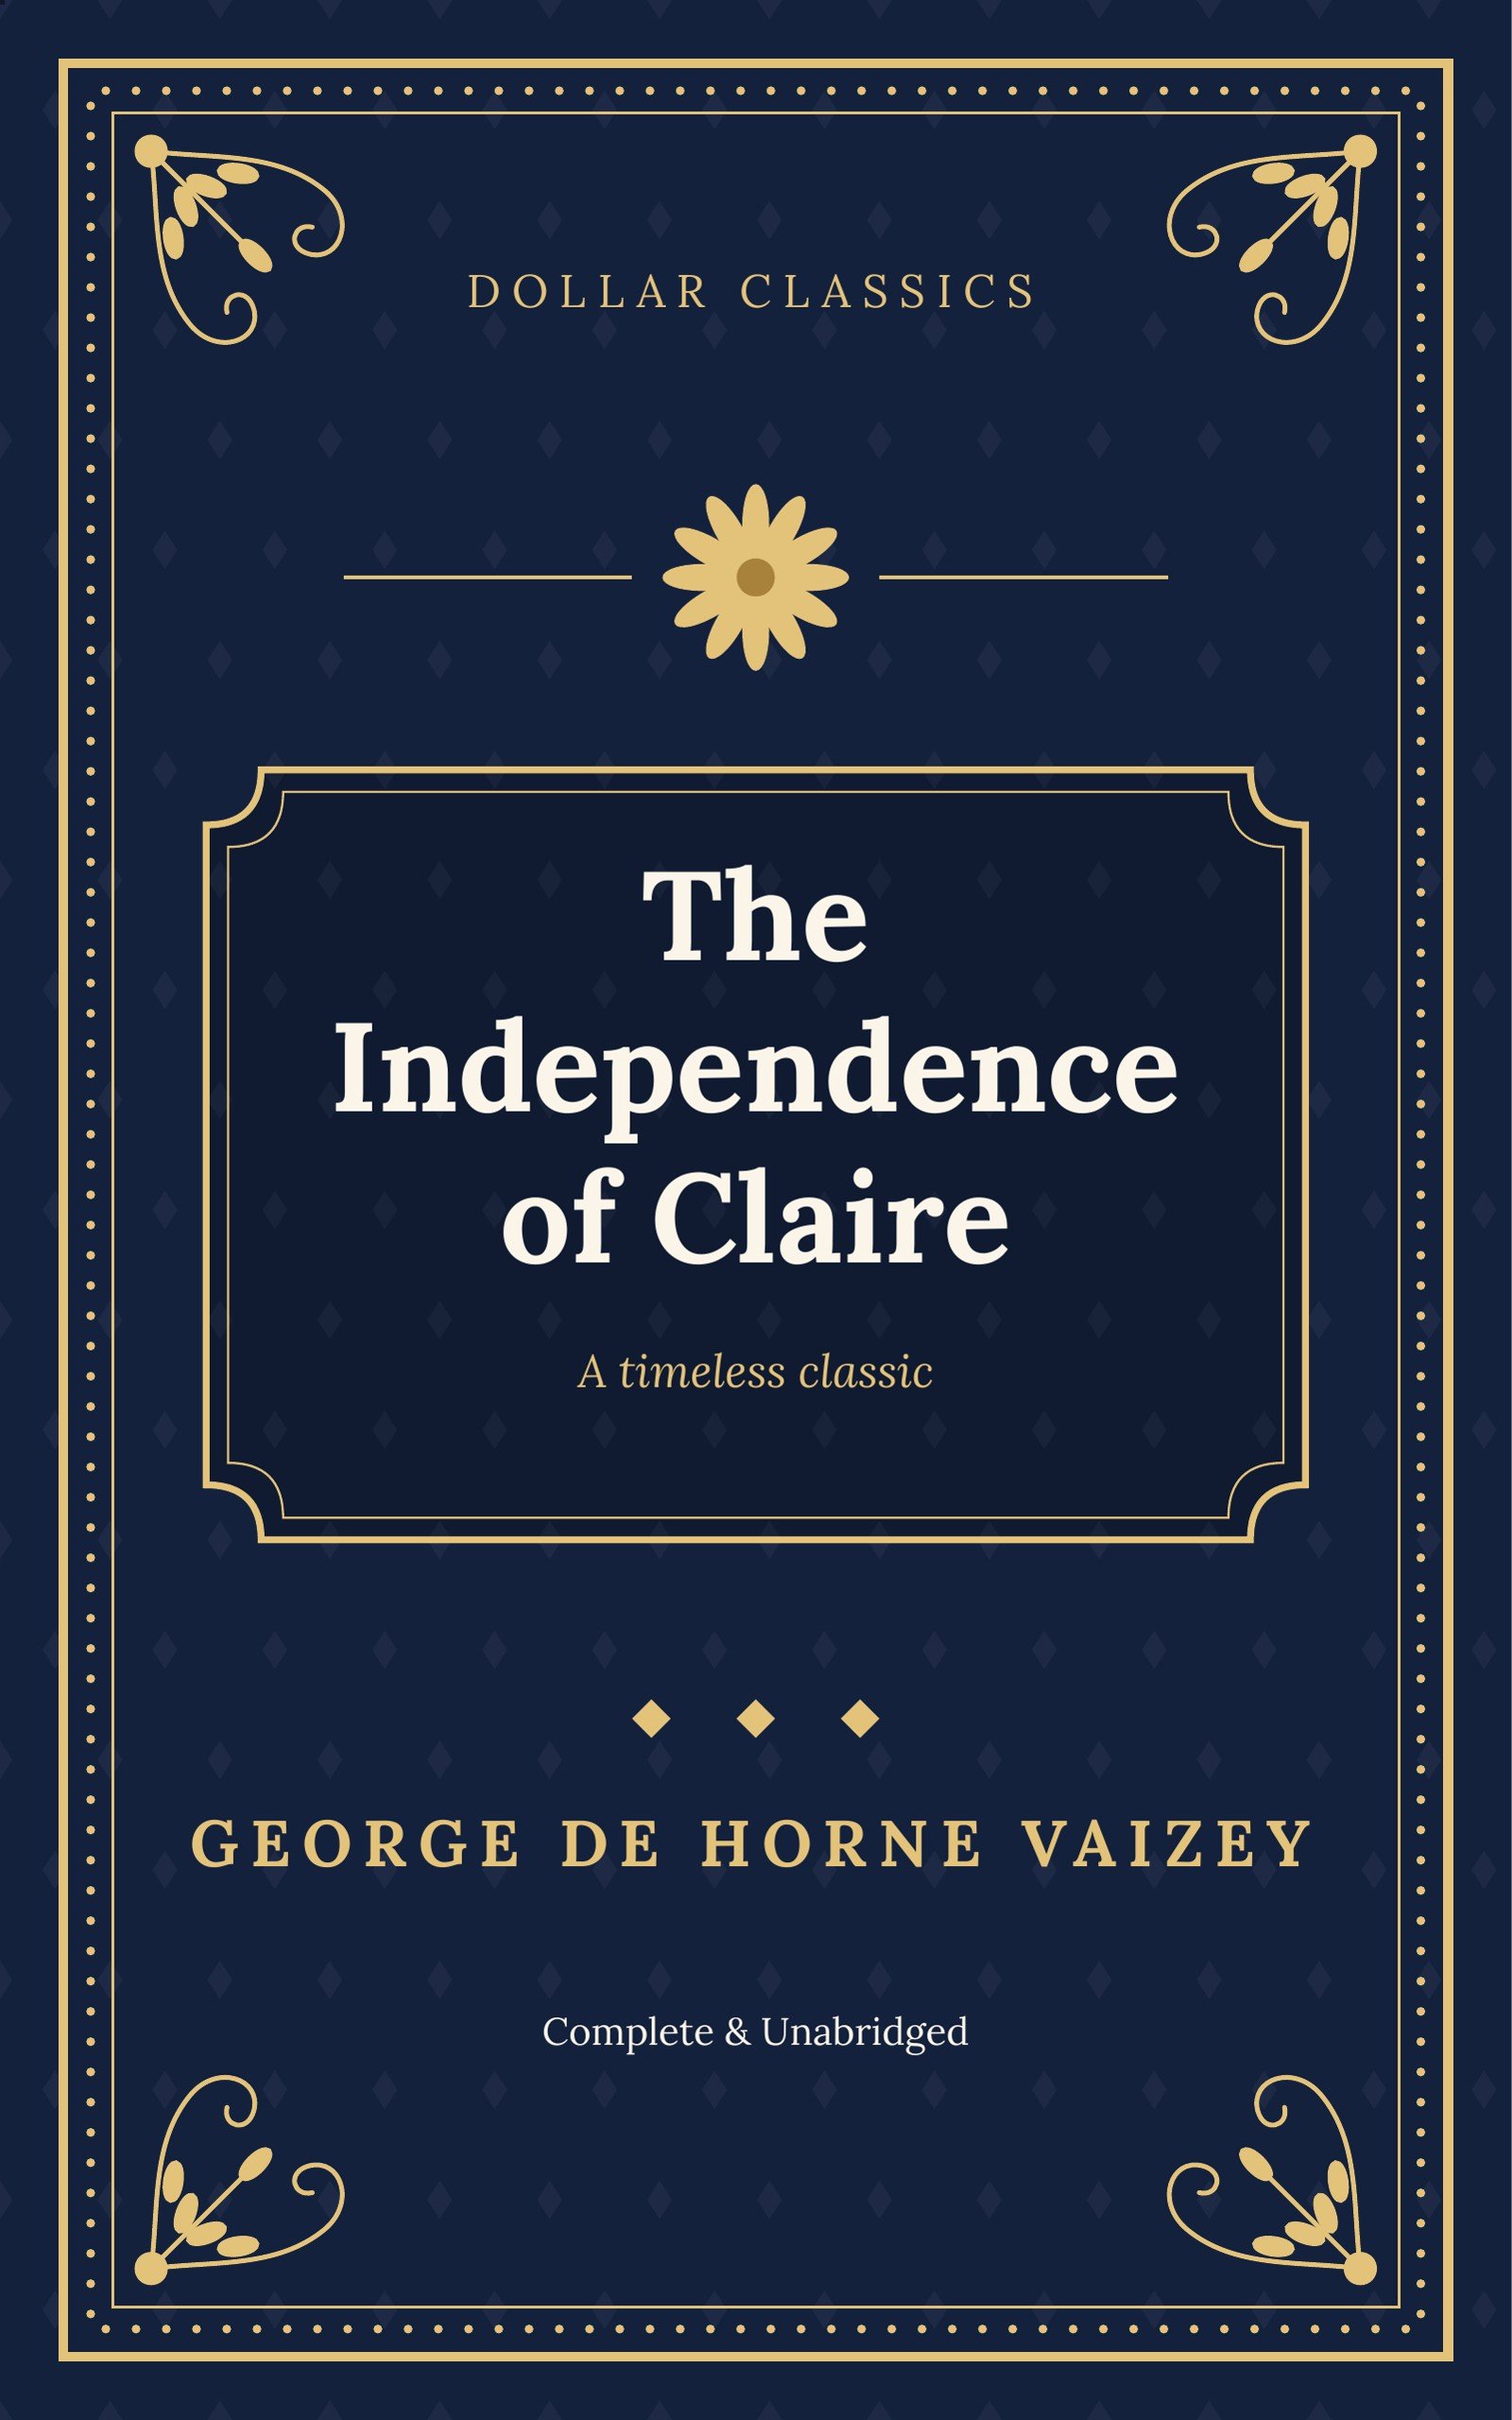 DOLLAR CLASSICS
The
Independence
of Claire
A timeless classic
GEORGE DE HORNE VAIZEY
Complete & Unabridged